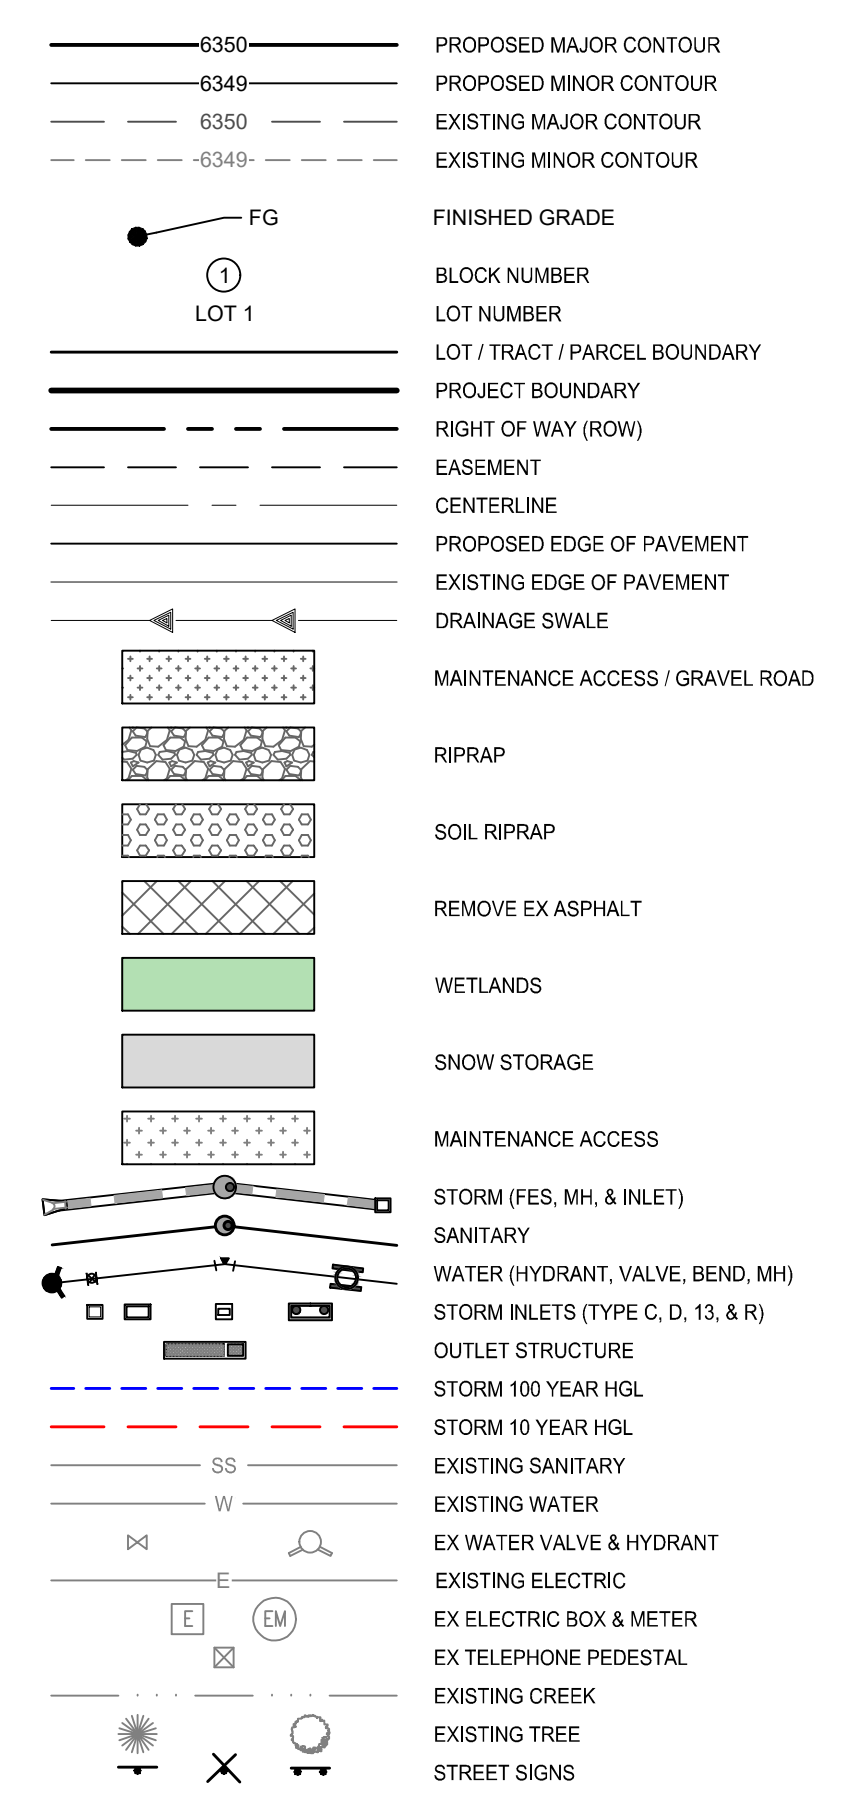 6350 PROPOSED MAJOR CONTOUR
6349 PROPOSED MINOR CONTOUR
6350 EXISTING MAJOR CONTOUR
6349 EXISTING MINOR CONTOUR
FG FINISHED GRADE
1 BLOCK NUMBER
LOT 1 LOT NUMBER
LOT / TRACT / PARCEL BOUNDARY
PROJECT BOUNDARY
RIGHT OF WAY (ROW)
EASEMENT
CENTERLINE
PROPOSED EDGE OF PAVEMENT
EXISTING EDGE OF PAVEMENT
DRAINAGE SWALE
MAINTENANCE ACCESS / GRAVEL ROAD
RIPRAP
SOIL RIPRAP
REMOVE EX ASPHALT
WETLANDS
SNOW STORAGE
MAINTENANCE ACCESS
STORM (FES, MH, & INLET)
SANITARY
WATER (HYDRANT, VALVE, BEND, MH)
STORM INLETS (TYPE C, D, 13, & R)
OUTLET STRUCTURE
STORM 100 YEAR HGL
STORM 10 YEAR HGL
SS EXISTING SANITARY
W EXISTING WATER
EX WATER VALVE & HYDRANT
E EXISTING ELECTRIC
E EM EX ELECTRIC BOX & METER
EX TELEPHONE PEDESTAL
EXISTING CREEK
EXISTING TREE
STREET SIGNS